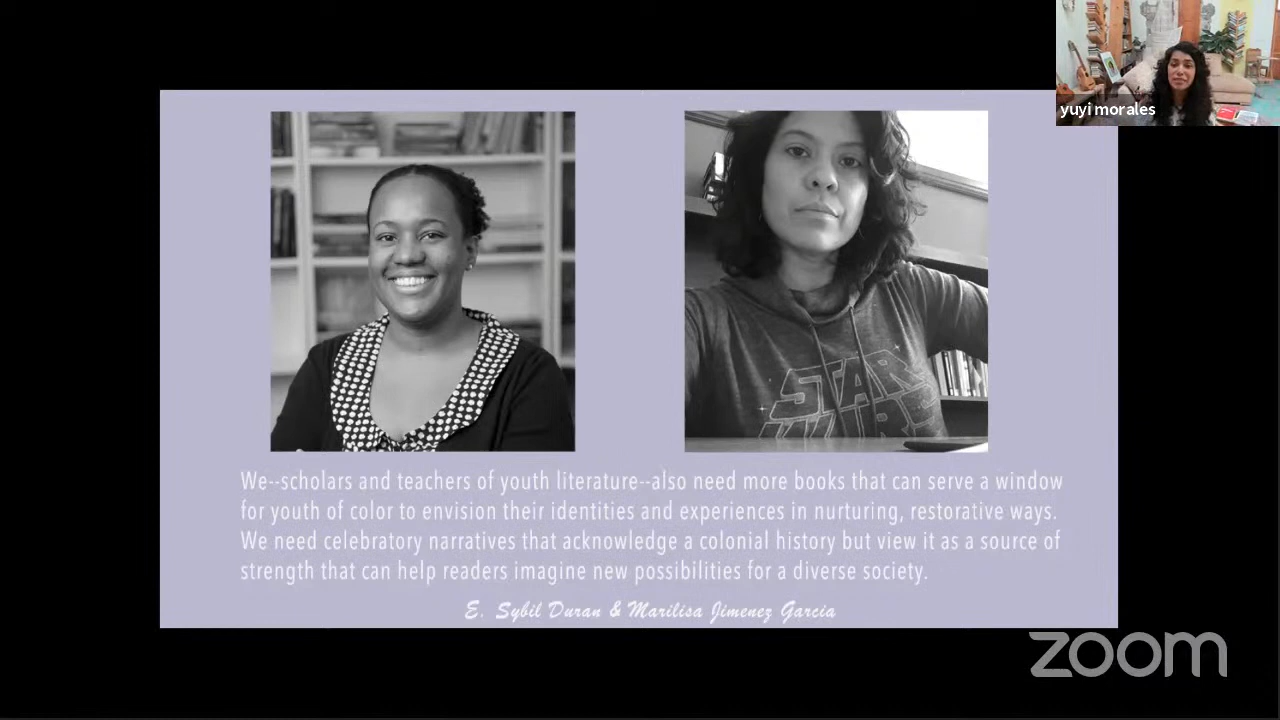 yuyi morales
STAR
WARS
We--scholars and teachers of youth literature--also need more books that can serve a window
for youth of color to envision their identities and experiences in nurturing, restorative ways.
We need celebratory narratives that acknowledge a colonial history but view it as a source of
strength that can help readers imagine new possibilities for a diverse society.
E. Sybil Duran & Marilisa Jimenez Garcia
zoom